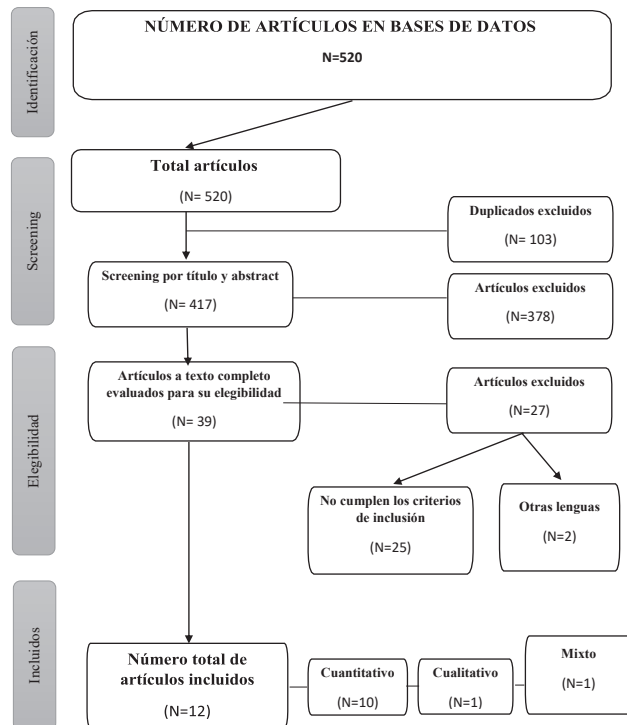 Identificación
NÚMERO DE ARTÍCULOS EN BASES DE DATOS
N=520
Screening
Total artículos
(N= 520)
Duplicados excluidos
(N= 103)
Screening por título y abstract
(N= 417)
Artículos excluidos
(N=378)
Elegibilidad
Artículos a texto completo
evaluados para su elegibilidad
(N= 39)
Artículos excluidos
(N=27)
No cumplen los criterios
de inclusión
(N=25)
Otras lenguas
(N=2)
Incluidos
Número total de
artículos incluidos
(N=12)
Cuantitativo
(N=10)
Cualitativo
(N=1)
Mixto
(N=1)